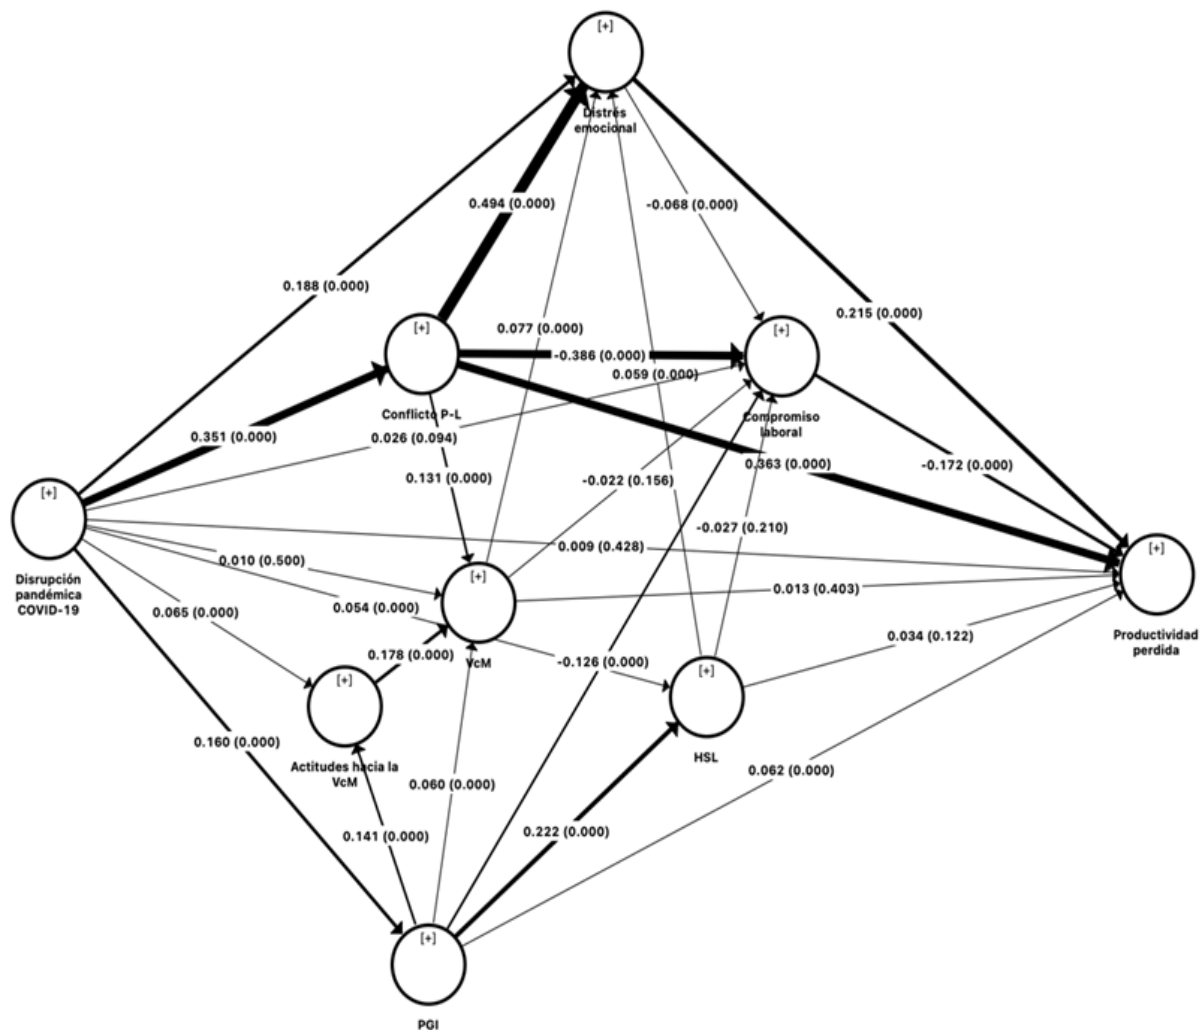 [+]
Distrés
emocional
0.494 (0.000)
-0.068 (0.000)
0.188 (0.000)
0.215 (0.000)
[+]
[+]
0.077 (0.000)
-0.386 (0.000)
0.059 (0.000)
Conflicto P-L
Compromiso
laboral
0.351 (0.000)
0.026 (0.094)
0.363 (0.000)
-0.172 (0.000)
0.131 (0.000)
-0.022 (0.156)
[+]
-0.027 (0.210)
0.009 (0.428)
[+]
0.010 (0.500)
[+]
Disrupción
pandémica
COVID-19
0.013 (0.403)
0.054 (0.000)
0.065 (0.000)
Productividad
perdida
0.034 (0.122)
0.178 (0.000)
VcM
-0.126 (0.000)
[+]
[+]
0.160 (0.000)
HSL
Actitudes hacia la
VcM
0.062 (0.000)
0.060 (0.000)
0.222 (0.000)
0.141 (0.000)
[+]
PGI